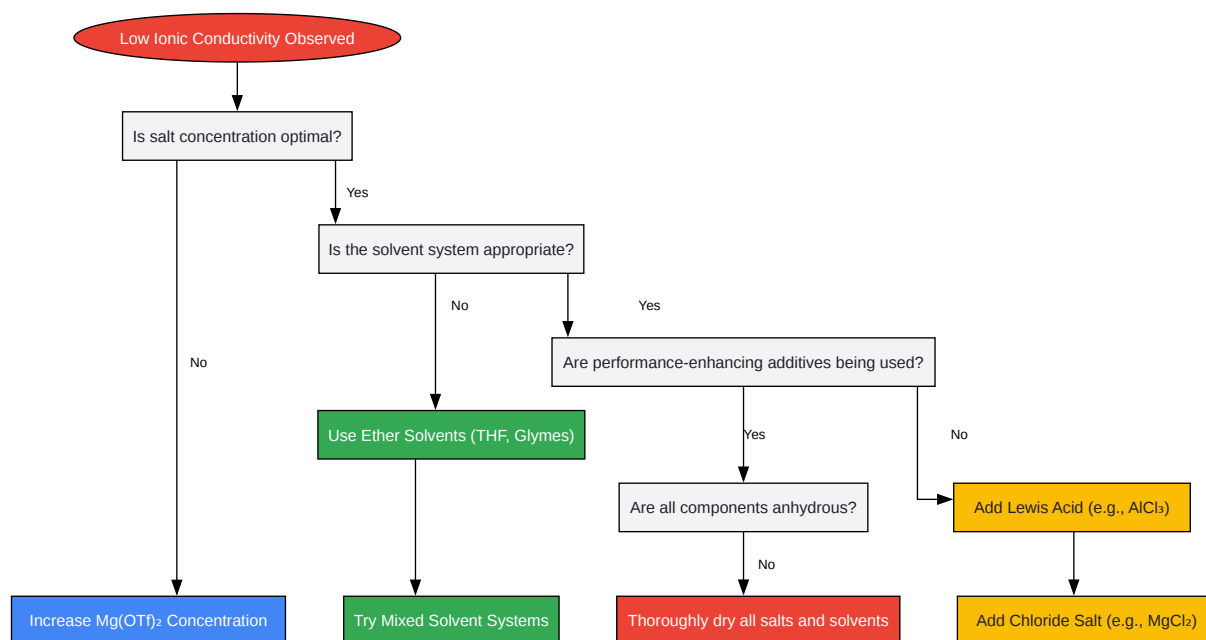 Low Ionic Conductivity Observed
Is salt concentration optimal?
Yes
Is the solvent system appropriate?
No
Yes
No
Are performance-enhancing additives being used?
Use Ether Solvents (THF, Glymes)
Yes
No
Are all components anhydrous?
Add Lewis Acid (e.g., AlCl₃)
No
Increase Mg(OTf)₂ Concentration
Try Mixed Solvent Systems
Thoroughly dry all salts and solvents
Add Chloride Salt (e.g., MgCl₂)